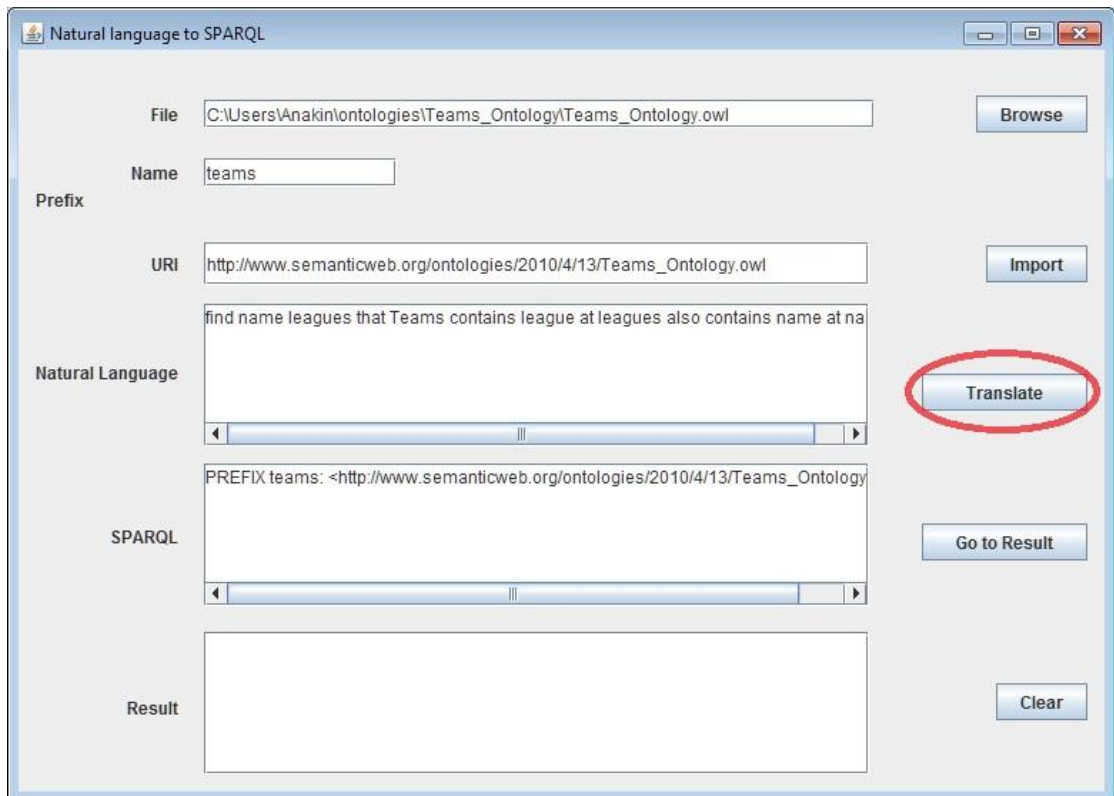 Natural language to SPARQL
File C:\Users\Anakin\ontologies\Teams_Ontology\Teams_Ontology.owl Browse
Name teams
Prefix
URI http://www.semanticweb.org/ontologies/2010/4/13/Teams_Ontology.owl Import
find name leagues that Teams contains league at leagues also contains name at na
Natural Language Translate
PREFIX teams: <http://www.semanticweb.org/ontologies/2010/4/13/Teams_Ontology
SPARQL Go to Result
Result Clear